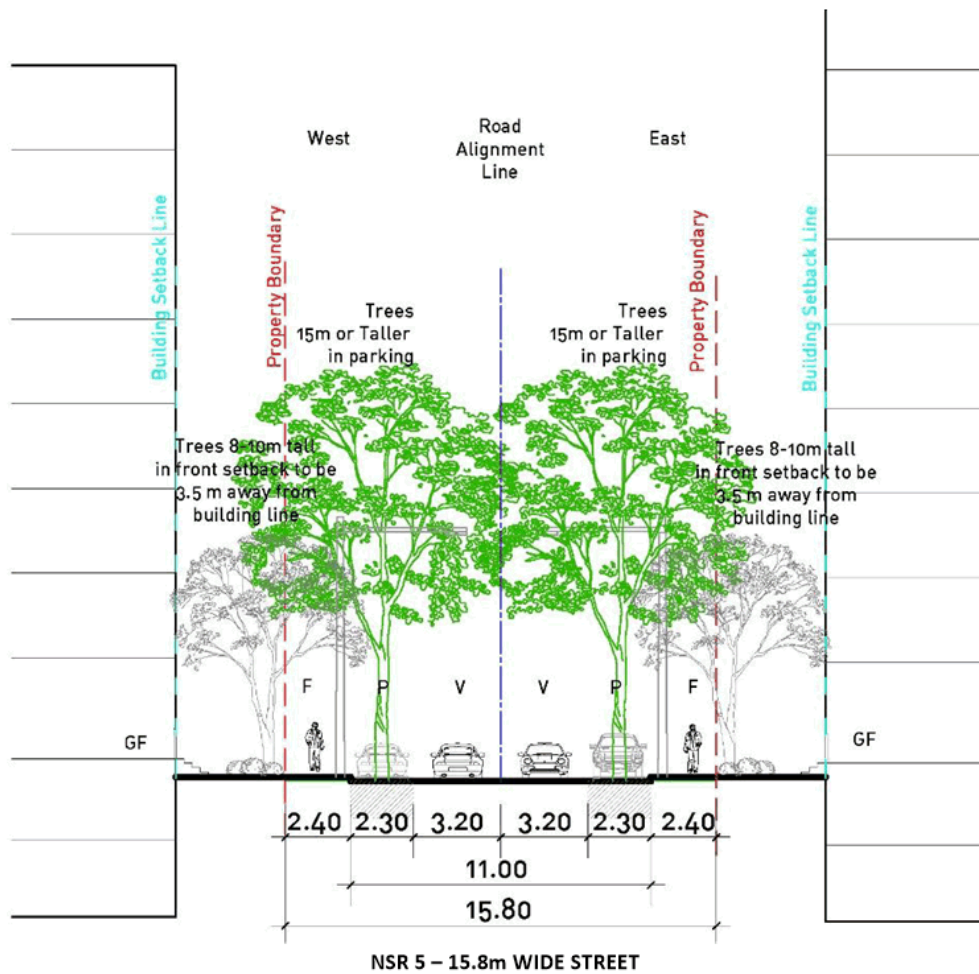 West
Road
Alignment
Line
East
Building Setback Line
Property Boundary
Property Boundary
Building Setback Line
Trees
15m or Taller
in parking
Trees
15m or Taller
in parking
Trees 8-10m tall
in front setback to be
3.5 m away from
building line
Trees 8-10m tall
in front setback to be
3.5 m away from
building line
F P V V P F
GF
GF
2.40 2.30 3.20 3.20 2.30 2.40
11.00
15.80
NSR 5 – 15.8m WIDE STREET